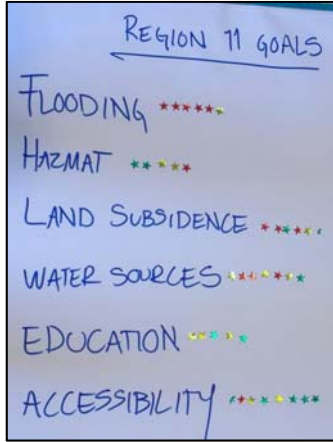 REGION 11 GOALS
FLOODING
HAZMAT
LAND SUBSIDENCE
WATER SOURCES
EDUCATION
ACCESSIBILITY